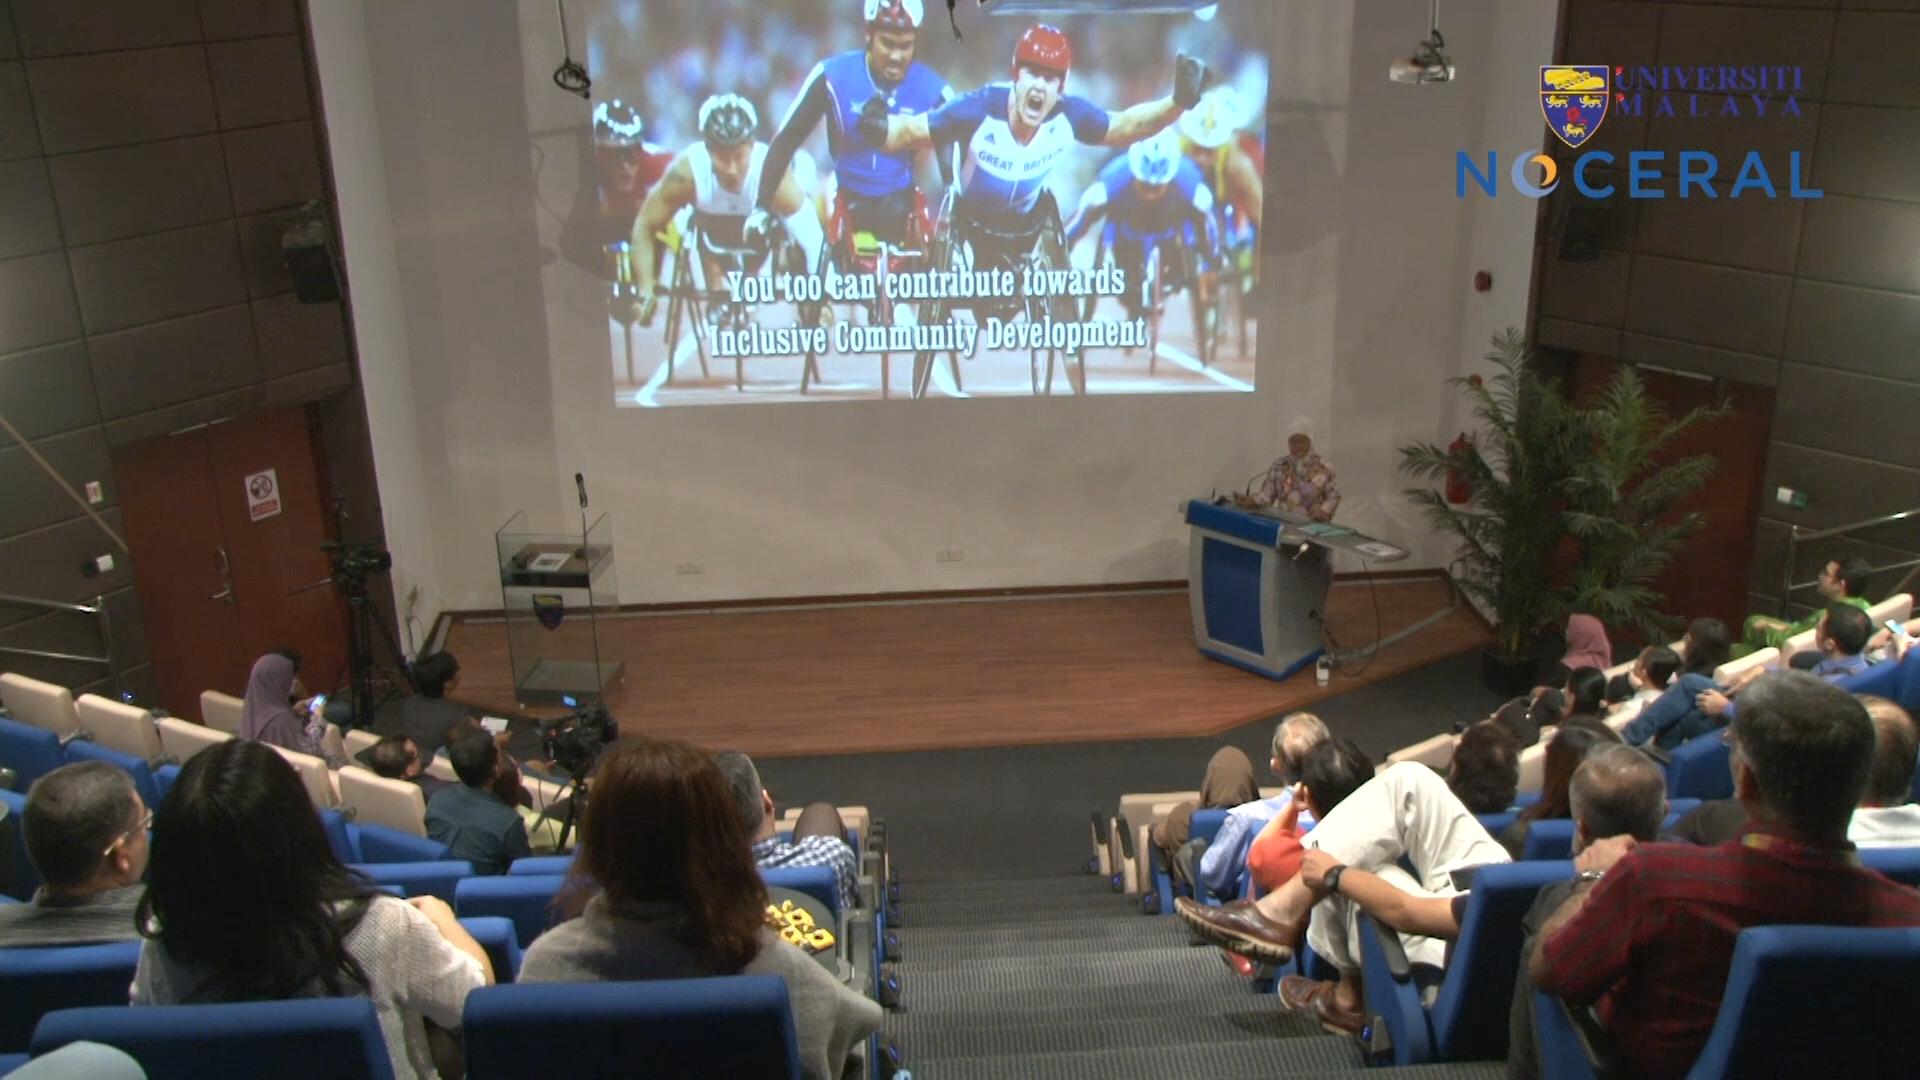 UNIVERSITI
MALAYA
NOCERAL
GREAT BRITAIN
You too can contribute towards
Inclusive Community Development